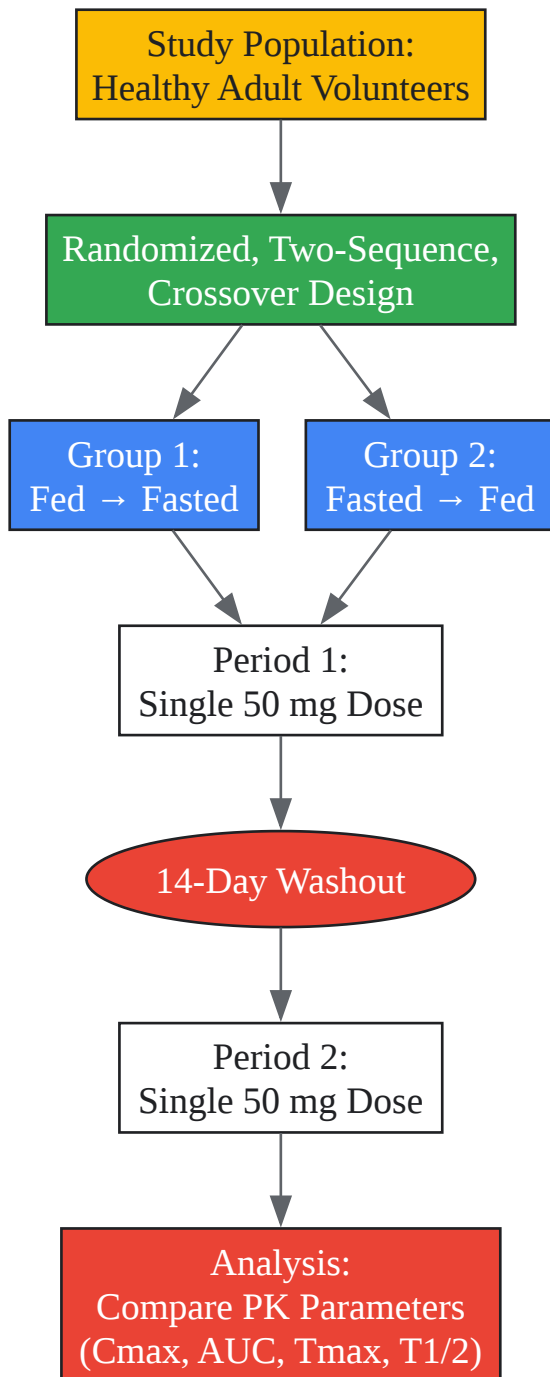 Study Population:
Healthy Adult Volunteers
Randomized, Two-Sequence,
Crossover Design
Group 1:
Fed → Fasted
Group 2:
Fasted → Fed
Period 1:
Single 50 mg Dose
14-Day Washout
Period 2:
Single 50 mg Dose
Analysis:
Compare PK Parameters
(Cmax, AUC, Tmax, T1/2)